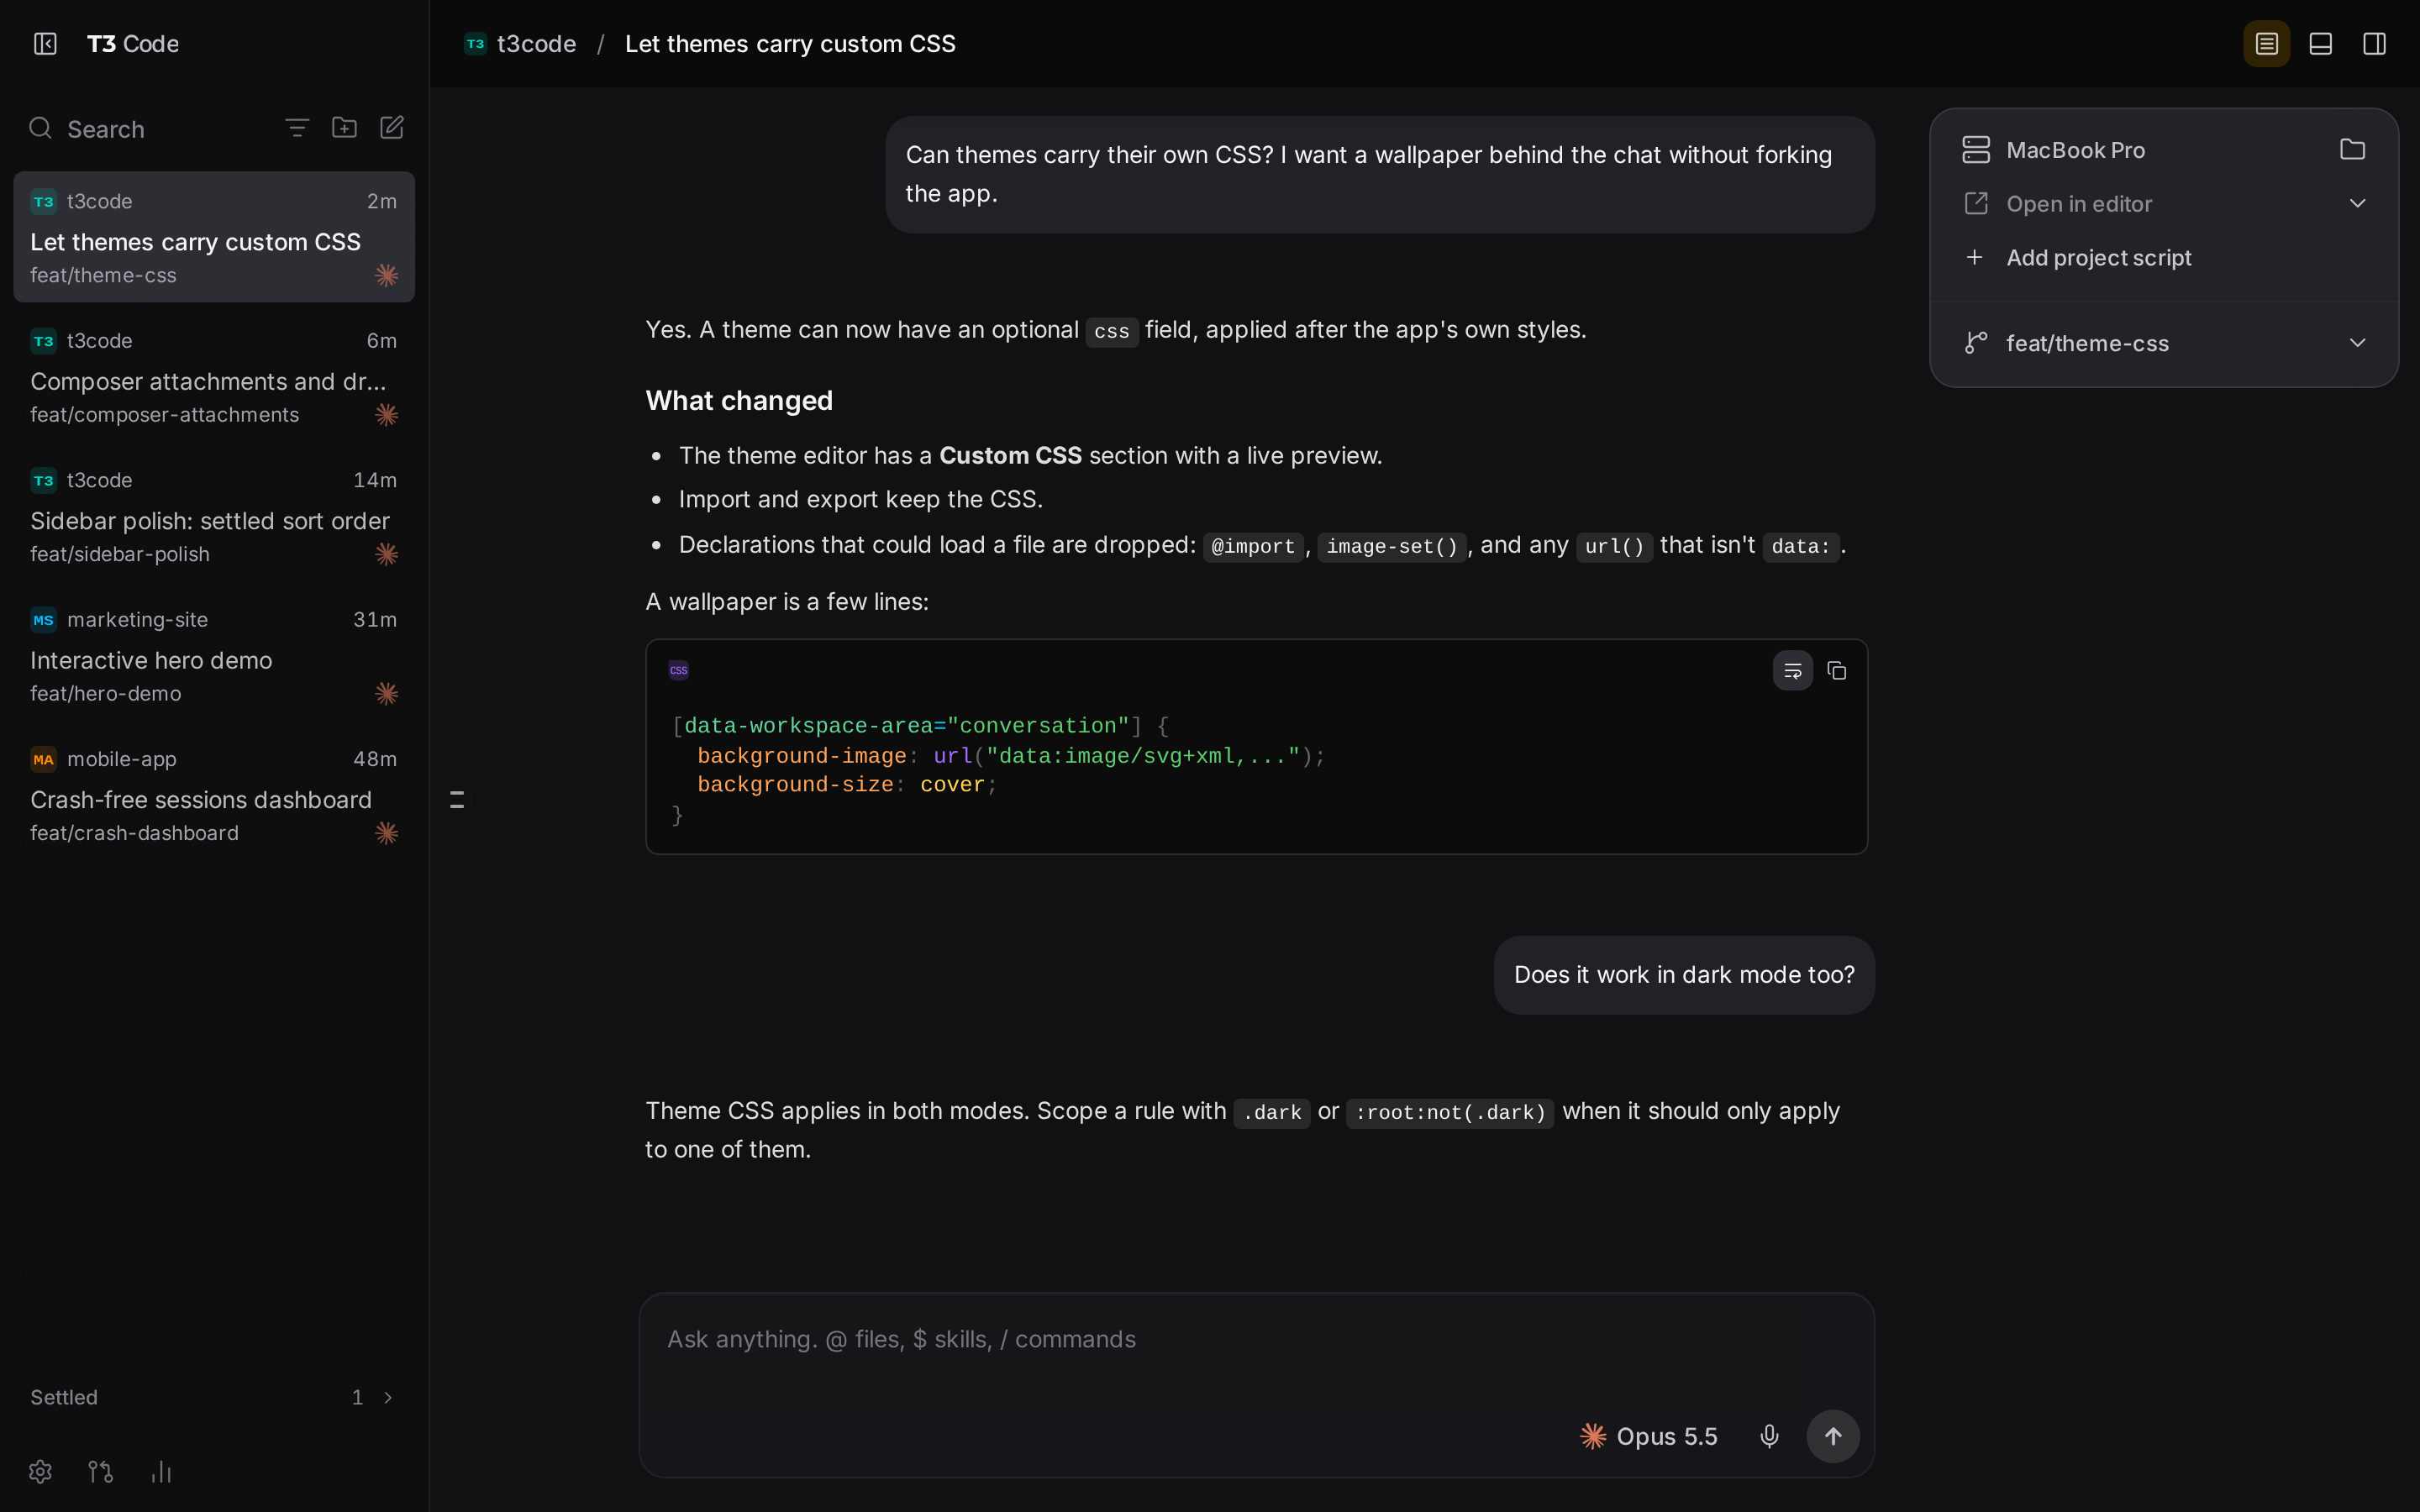 T3 Code
Search
T3 t3code 2m
Let themes carry custom CSS
feat/theme-css
T3 t3code 6m
Composer attachments and dr...
feat/composer-attachments
T3 t3code 14m
Sidebar polish: settled sort order
feat/sidebar-polish
MS marketing-site 31m
Interactive hero demo
feat/hero-demo
MA mobile-app 48m
Crash-free sessions dashboard
feat/crash-dashboard
Settled 1
T3 t3code / Let themes carry custom CSS
Can themes carry their own CSS? I want a wallpaper behind the chat without forking
the app.
Yes. A theme can now have an optional css field, applied after the app's own styles.
What changed
• The theme editor has a Custom CSS section with a live preview.
• Import and export keep the CSS.
• Declarations that could load a file are dropped: @import, image-set(), and any url() that isn't data:.
A wallpaper is a few lines:
CSS
[data-workspace-area="conversation"] {
  background-image: url("data:image/svg+xml,...");
  background-size: cover;
}
Does it work in dark mode too?
Theme CSS applies in both modes. Scope a rule with .dark or :root:not(.dark) when it should only apply
to one of them.
Ask anything. @ files, $ skills, / commands
Opus 5.5
MacBook Pro
Open in editor
Add project script
feat/theme-css